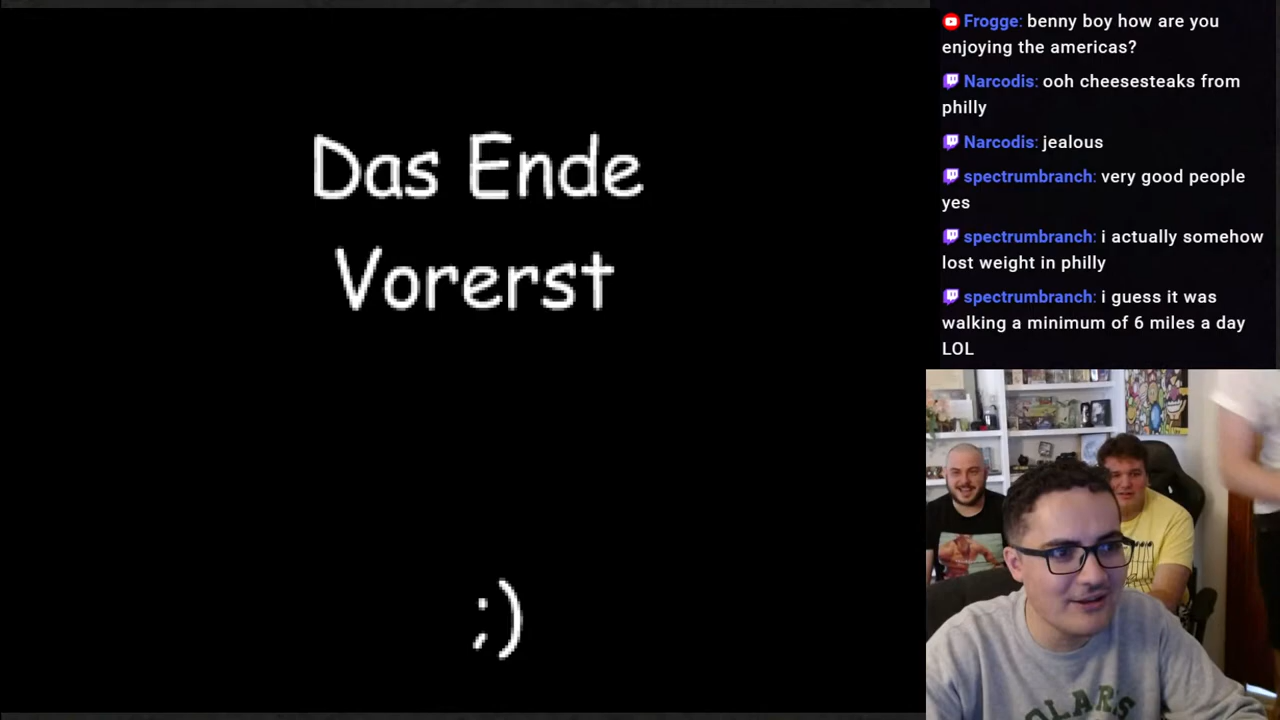 Das Ende
Vorerst
;)
Frogge: benny boy how are you
enjoying the americas?
Narcodis: ooh cheesesteaks from
philly
Narcodis: jealous
spectrumbranch: very good people
yes
spectrumbranch: i actually somehow
lost weight in philly
spectrumbranch: i guess it was
walking a minimum of 6 miles a day
LOL
OLARS